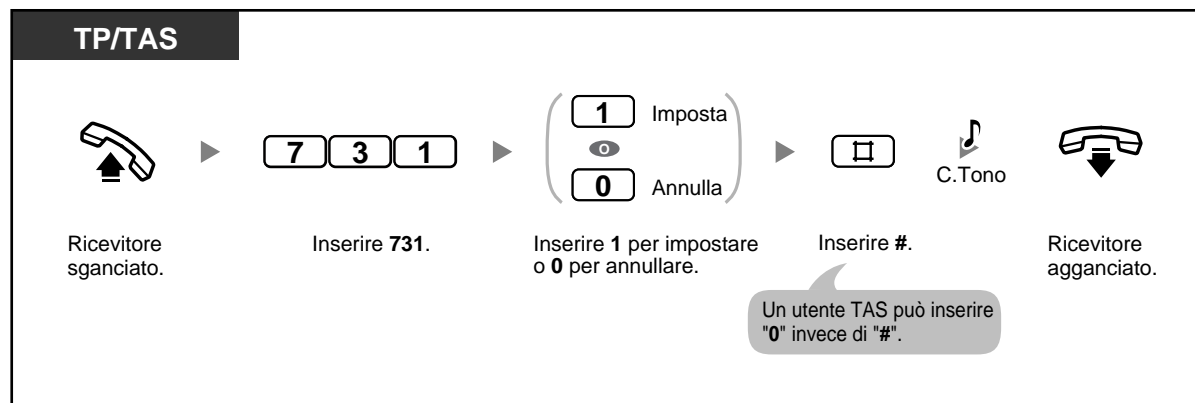 TP/TAS
7 3 1
1 Imposta
o
0 Annulla
C.Tono
Ricevitore
sganciato.
Inserire 731.
Inserire 1 per impostare
o 0 per annullare.
Inserire #.
Ricevitore
agganciato.
Un utente TAS può inserire
"0" invece di "#".